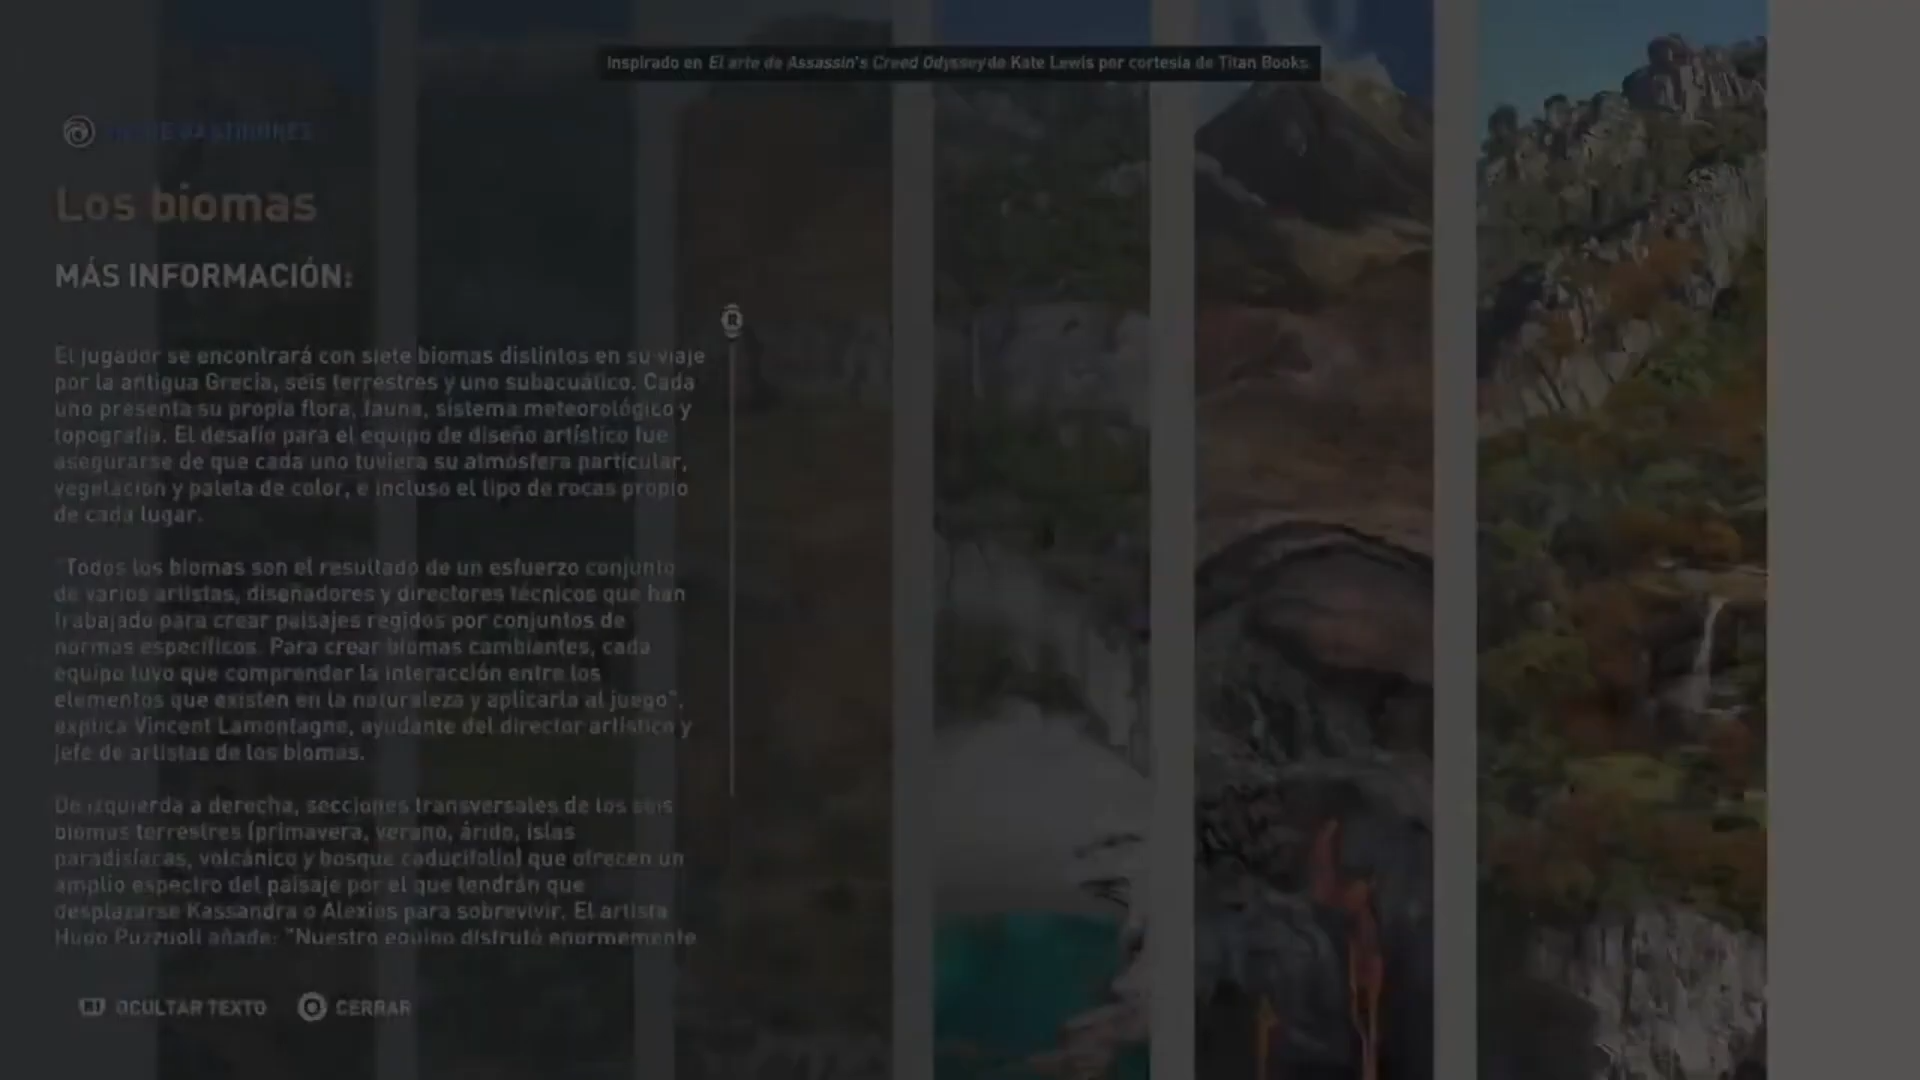 Inspirado en El arte de Assassin's Creed Odyssey de Kate Lewis por cortesía de Titan Books
Los biomas
MÁS INFORMACIÓN:
R
El jugador se encontrará con siete biomas distintos en su viaje
por la antigua Grecia, seis terrestres y uno subacuático. Cada
uno presenta su propia flora, fauna, sistema meteorológico y
topografía. El desafío para el equipo de diseño artístico fue
asegurarse de que cada uno tuviera su atmósfera particular,
vegetación y paleta de color, e incluso el tipo de rocas propio
de cada lugar.
"Todos los biomas son el resultado de un esfuerzo conjunto
de varios artistas, diseñadores y directores técnicos que han
trabajado para crear paisajes regidos por conjuntos de
normas específicos. Para crear biomas cambiantes, cada
equipo tuvo que comprender la interacción entre los
elementos que existen en la naturaleza y aplicarla al juego",
explica Vincent Lamontagne, ayudante del director artístico y
jefe de artistas de los biomas.
De izquierda a derecha, secciones transversales de los seis
biomas terrestres (primavera, verano, árido, islas
paradisíacas, volcánico y bosque caducifolio) que ofrecen un
amplio espectro del paisaje por el que tendrán que
desplazarse Kassandra o Alexios para sobrevivir. El artista
Hugo Puzzuoli añade: "Nuestro equipo disfrutó enormemente
OCULTAR TEXTO CERRAR